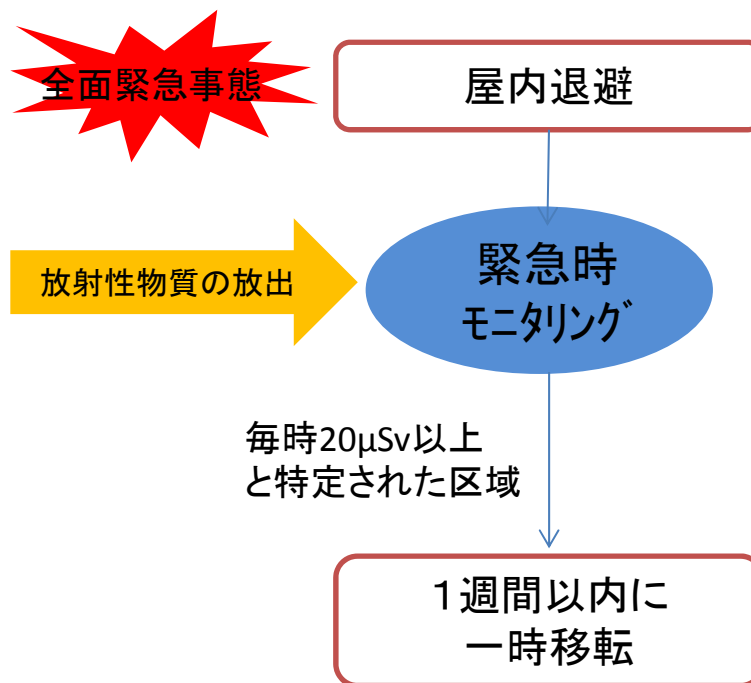 全面緊急事態
屋内退避
放射性物質の放出
緊急時
ﾓﾆﾀﾘﾝｸﾞ
毎時20μSv以上
と特定された区域
１週間以内に
一時移転